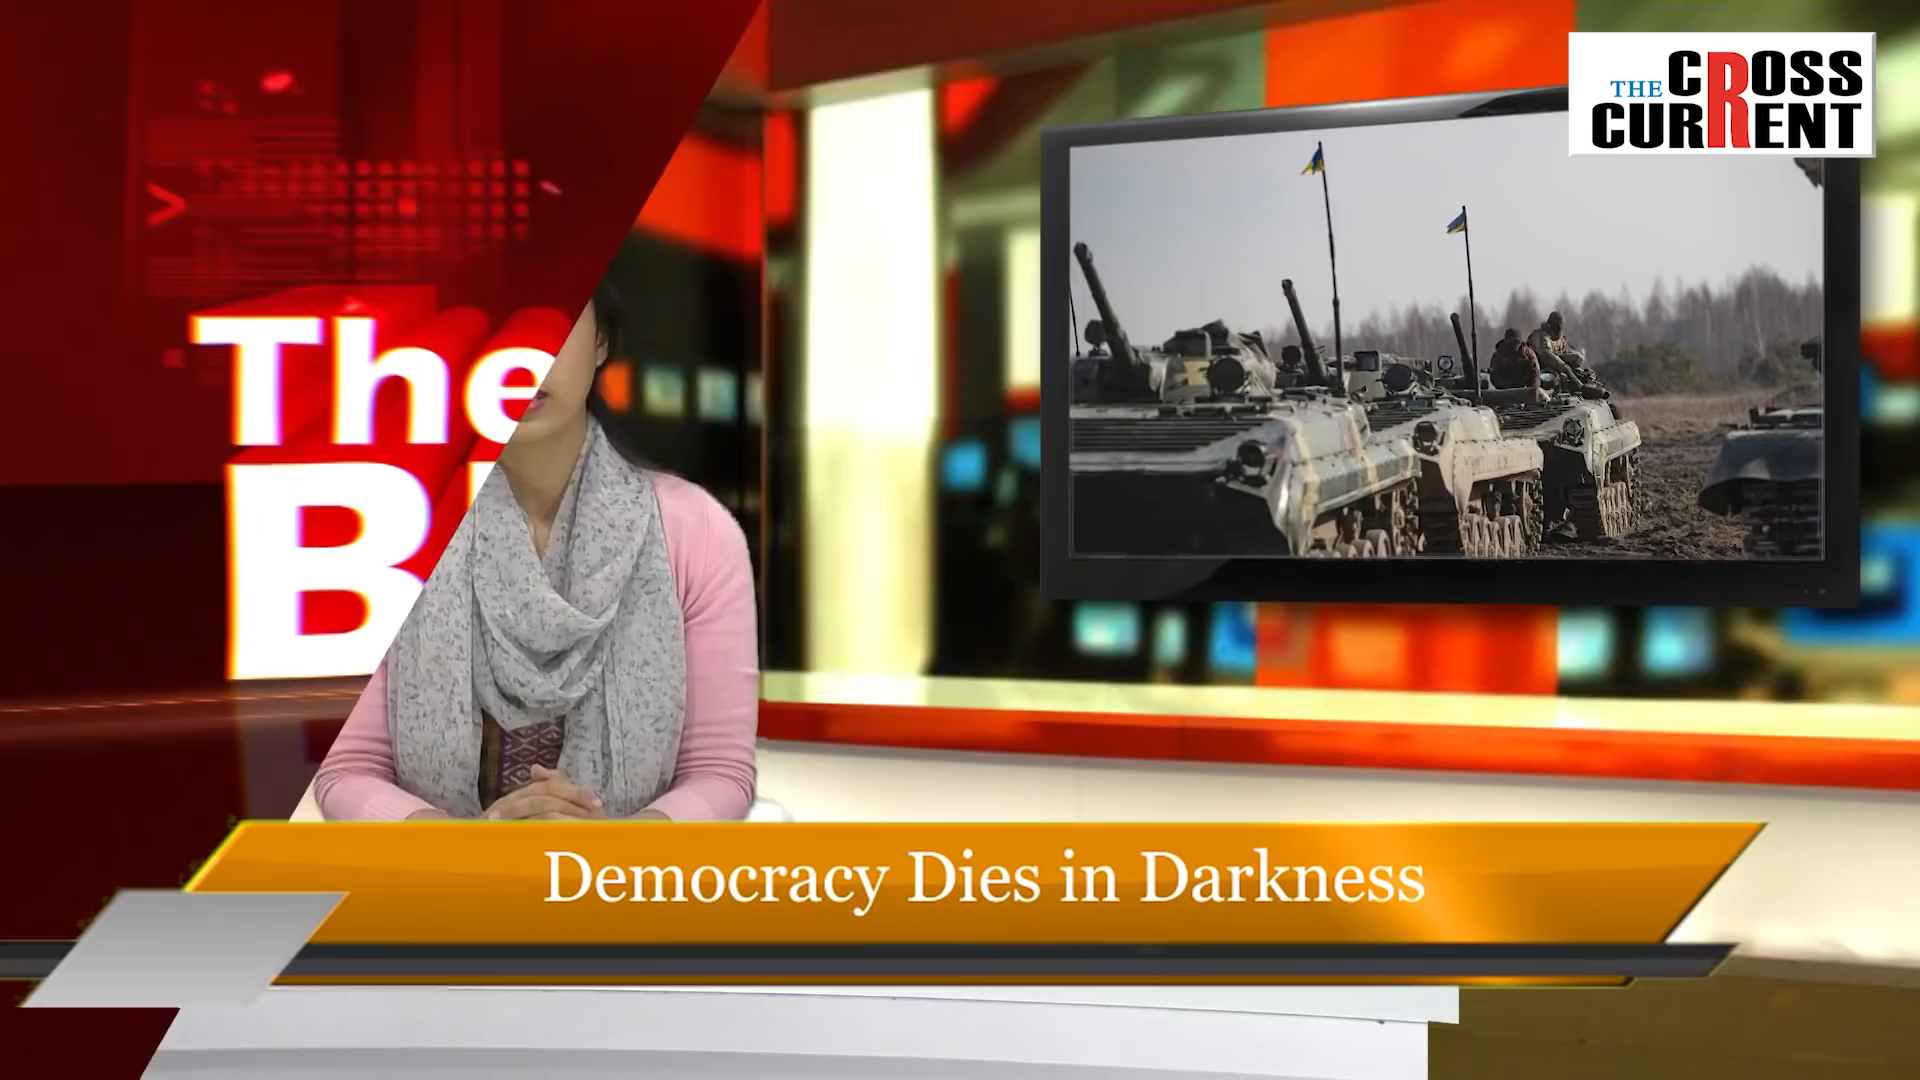 THE CROSS
CURRENT
The
B
Democracy Dies in Darkness